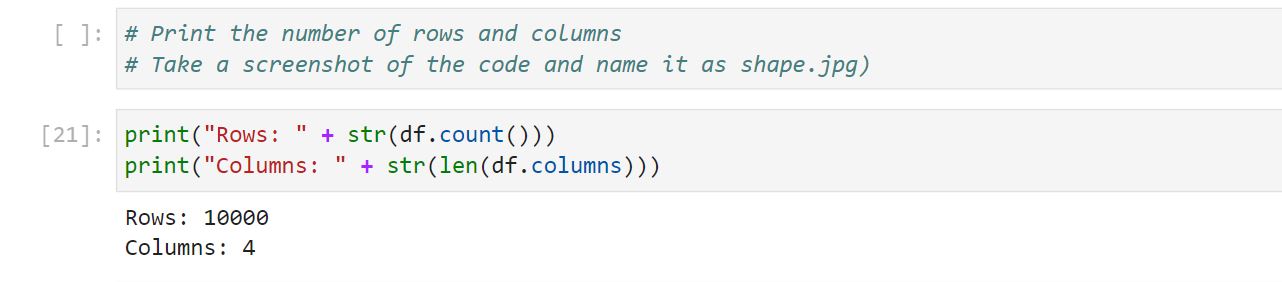 [ ]: # Print the number of rows and columns
# Take a screenshot of the code and name it as shape.jpg)
[21]: print("Rows: " + str(df.count()))
print("Columns: " + str(len(df.columns)))
Rows: 10000
Columns: 4